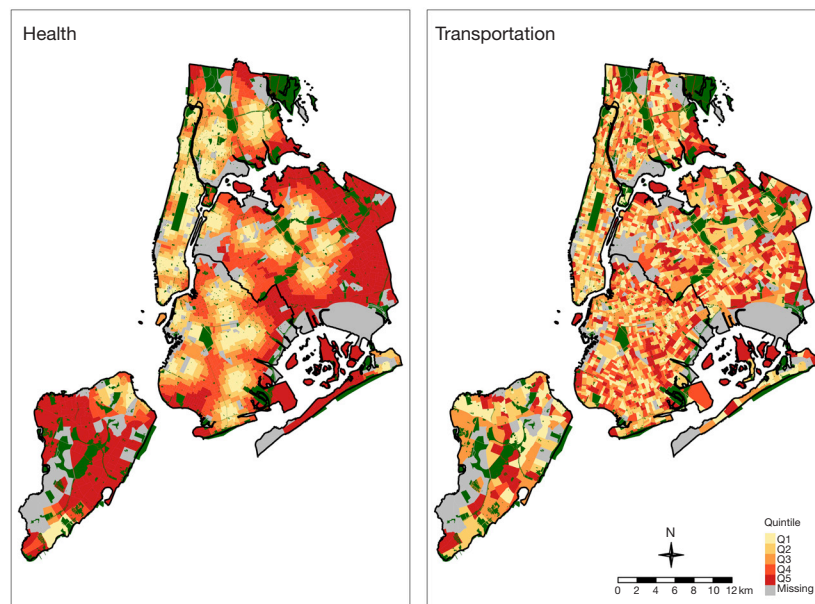 Health
Transportation
Quintile
Q1
Q2
Q3
Q4
Q5
Missing
N
0 2 4 6 8 10 12 km